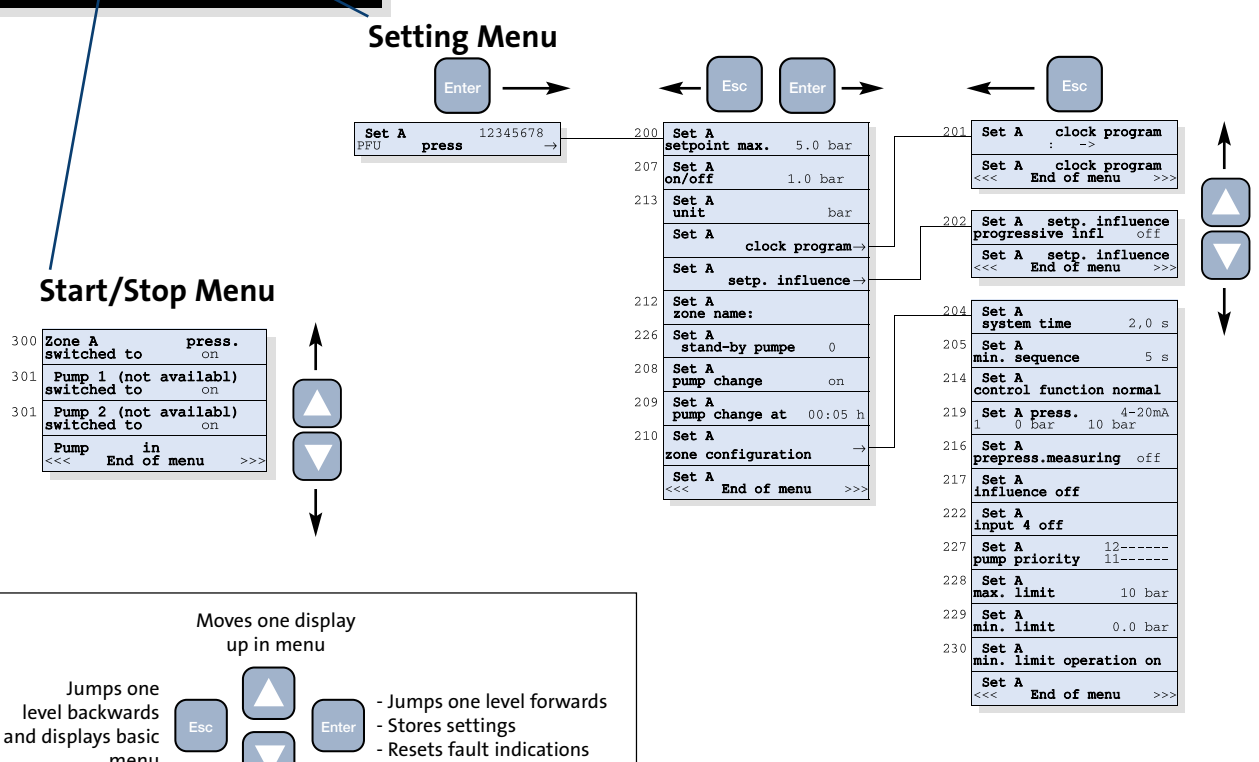 Setting Menu
Enter
Esc
Enter
Esc
Set A 12345678
PFU press →
200 Set A
setpoint max. 5.0 bar
207 Set A
on/off 1.0 bar
213 Set A
unit bar
Set A
clock program→
Set A
setp. influence→
212 Set A
zone name:
226 Set A
stand-by pumpe 0
208 Set A
pump change on
209 Set A
pump change at 00:05 h
210 Set A
→
zone configuration
Set A
<<< End of menu >>>
201 Set A clock program
: ->
Set A clock program
<<< End of menu >>>
202 Set A setp. influence
progressive infl off
Set A setp. influence
<<< End of menu >>>
204 Set A
system time 2,0 s
205 Set A
min. sequence 5 s
214 Set A
control function normal
219 Set A press. 4-20mA
1 0 bar 10 bar
216 Set A
prepress.measuring off
217 Set A
influence off
222 Set A
input 4 off
227 Set A 12------
pump priority 11------
228 Set A
max. limit 10 bar
229 Set A
min. limit 0.0 bar
230 Set A
min. limit operation on
Set A
<<< End of menu >>>
Start/Stop Menu
300 Zone A press.
switched to on
301 Pump 1 (not availabl)
switched to on
301 Pump 2 (not availabl)
switched to on
Pump in
<<< End of menu >>>
Moves one display
up in menu
Jumps one
level backwards
and displays basic
menu
Esc
Enter
- Jumps one level forwards
- Stores settings
- Resets fault indications